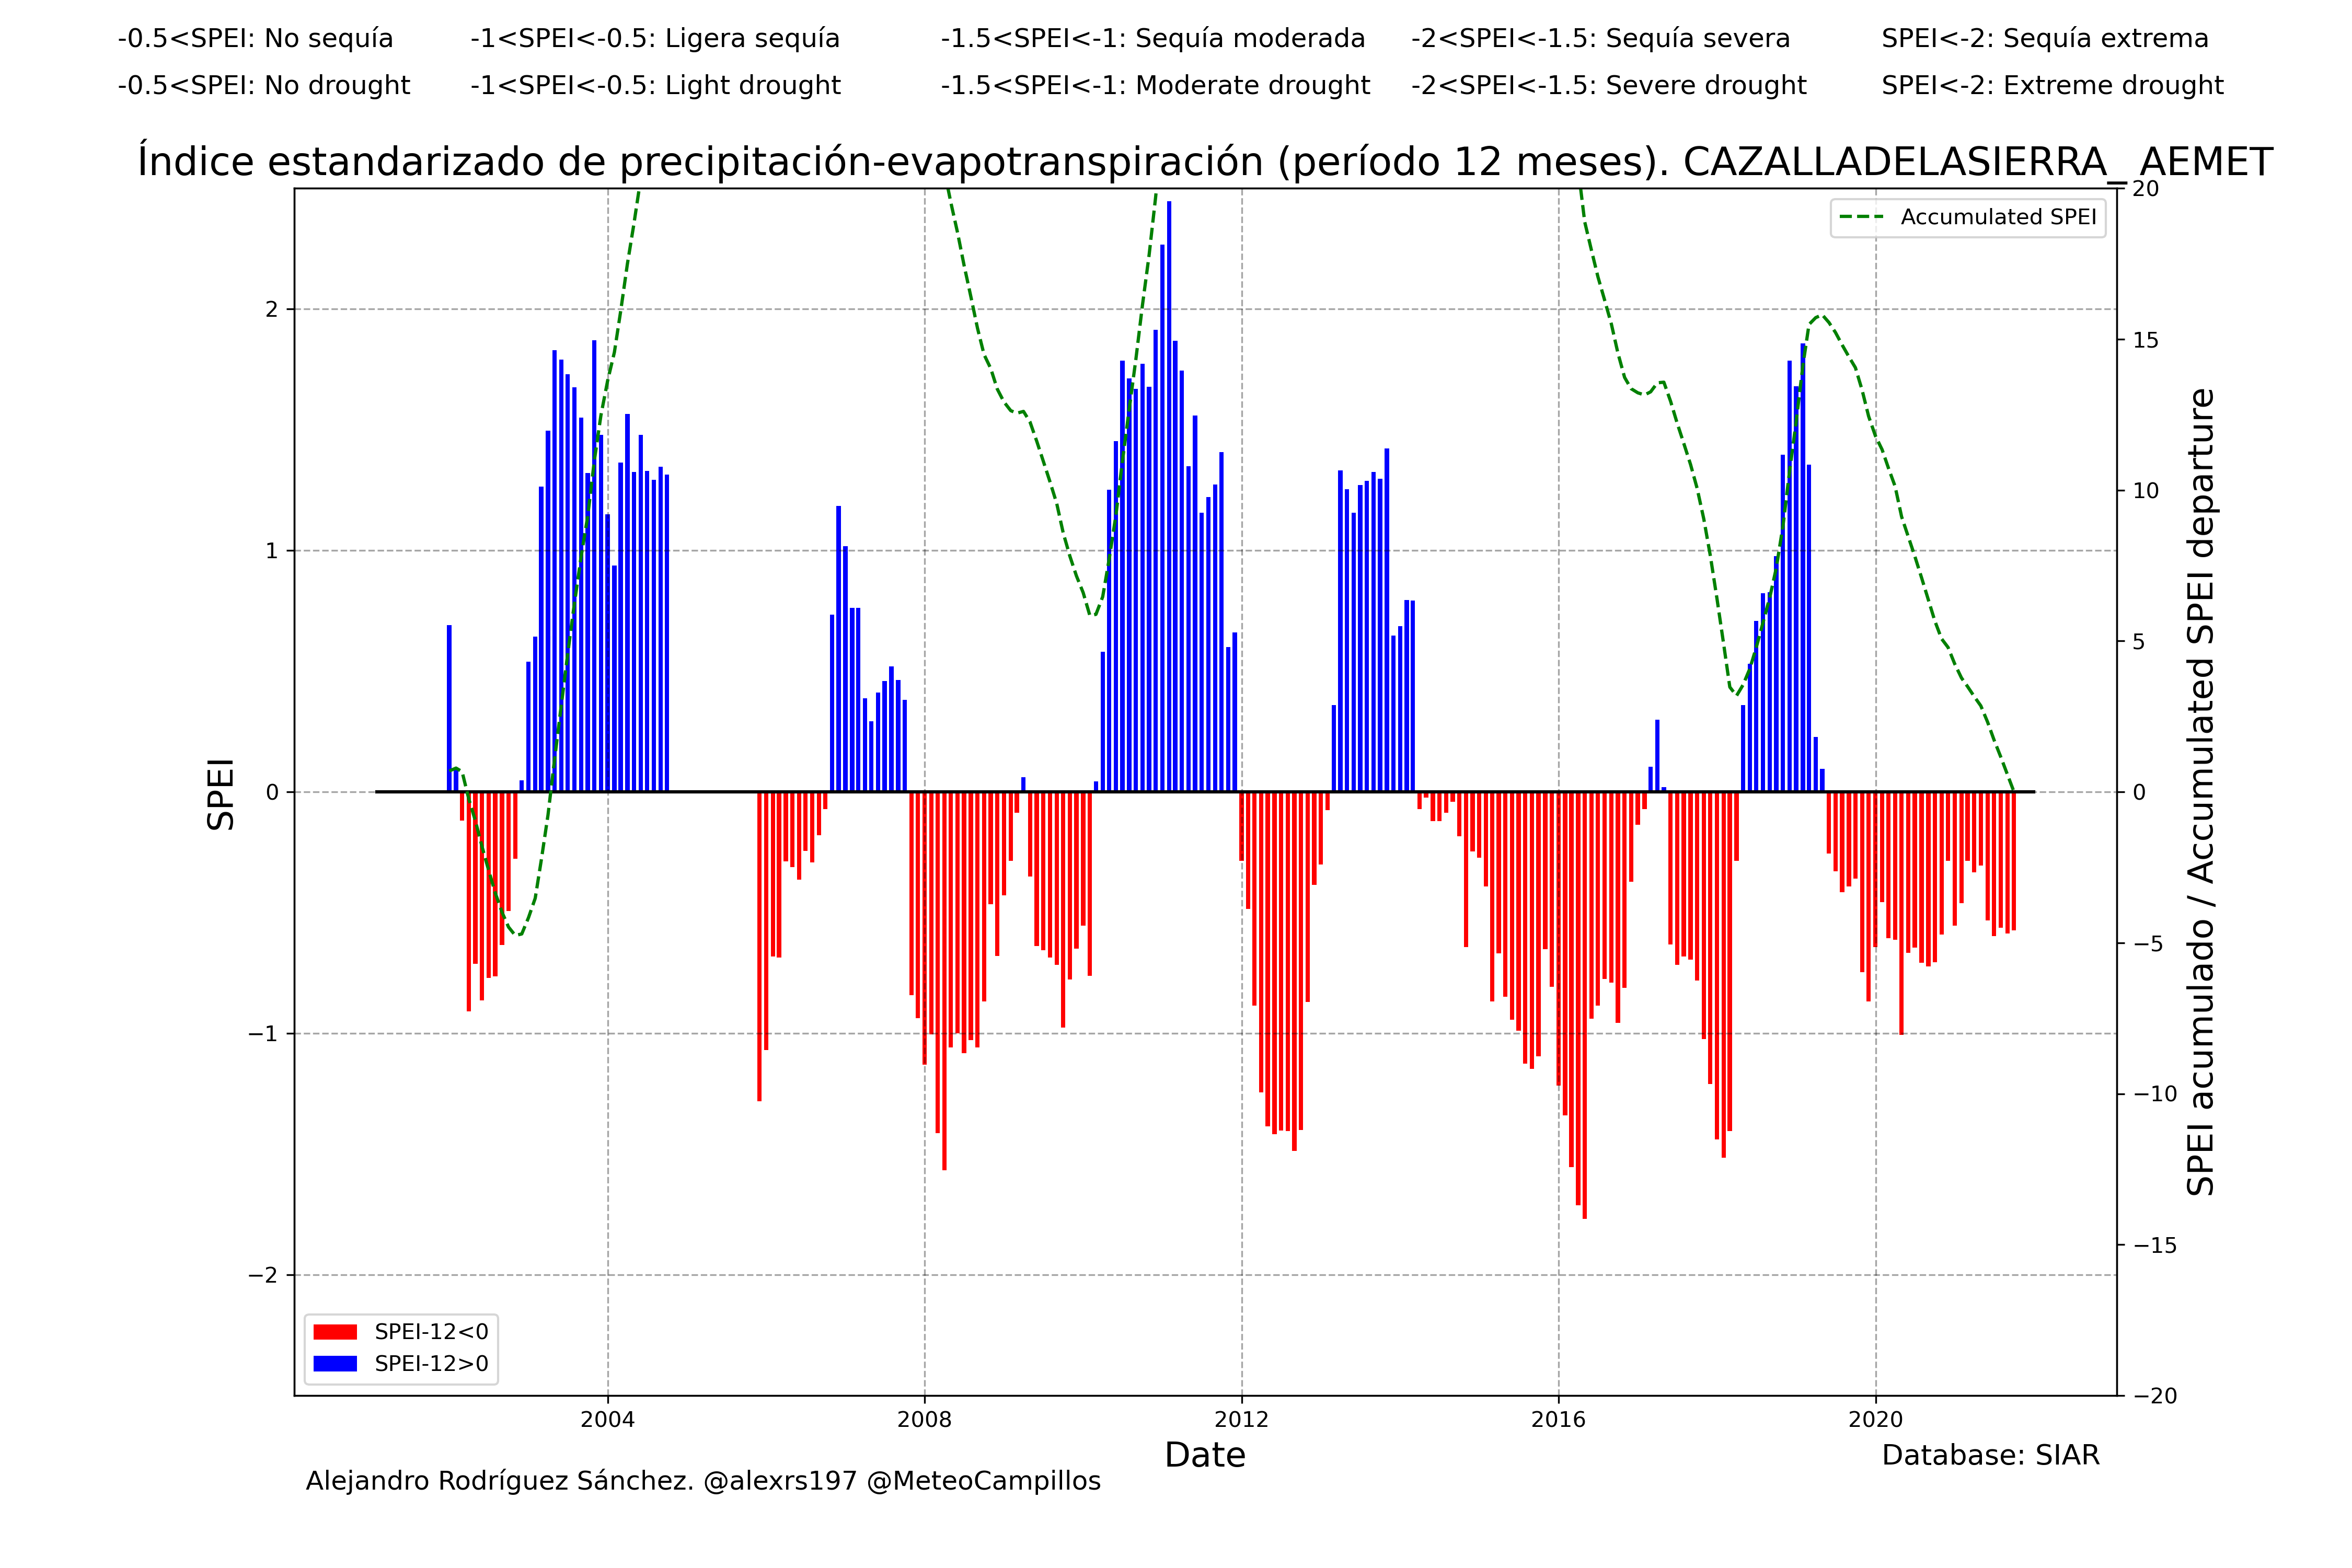 -0.5<SPEI: No sequía -1<SPEI<-0.5: Ligera sequía -1.5<SPEI<-1: Sequía moderada -2<SPEI<-1.5: Sequía severa SPEI<-2: Sequía extrema
-0.5<SPEI: No drought -1<SPEI<-0.5: Light drought -1.5<SPEI<-1: Moderate drought -2<SPEI<-1.5: Severe drought SPEI<-2: Extreme drought
Índice estandarizado de precipitación-evapotranspiración (período 12 meses). CAZALLADELASIERRA_ AEMET
Accumulated SPEI
SPEI
2
1
0
−1
−2
20
15
10
5
0
−5
−10
−15
−20
SPEI acumulado / Accumulated SPEI departure
SPEI-12<0
SPEI-12>0
2004 2008 2012 2016 2020
Date
Database: SIAR
Alejandro Rodríguez Sánchez. @alexrs197 @MeteoCampillos